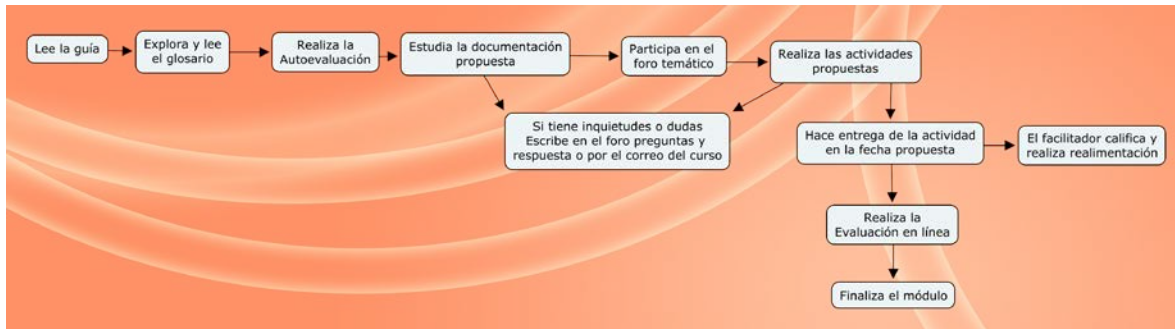 Lee la guía
Explora y lee
el glosario
Realiza la
Autoevaluación
Estudia la documentación
propuesta
Participa en el
foro temático
Realiza las actividades
propuestas
Si tiene inquietudes o dudas
Escribe en el foro preguntas y
respuesta o por el correo del curso
Hace entrega de la actividad
en la fecha propuesta
El facilitador califica y
realiza realimentación
Realiza la
Evaluación en línea
Finaliza el módulo